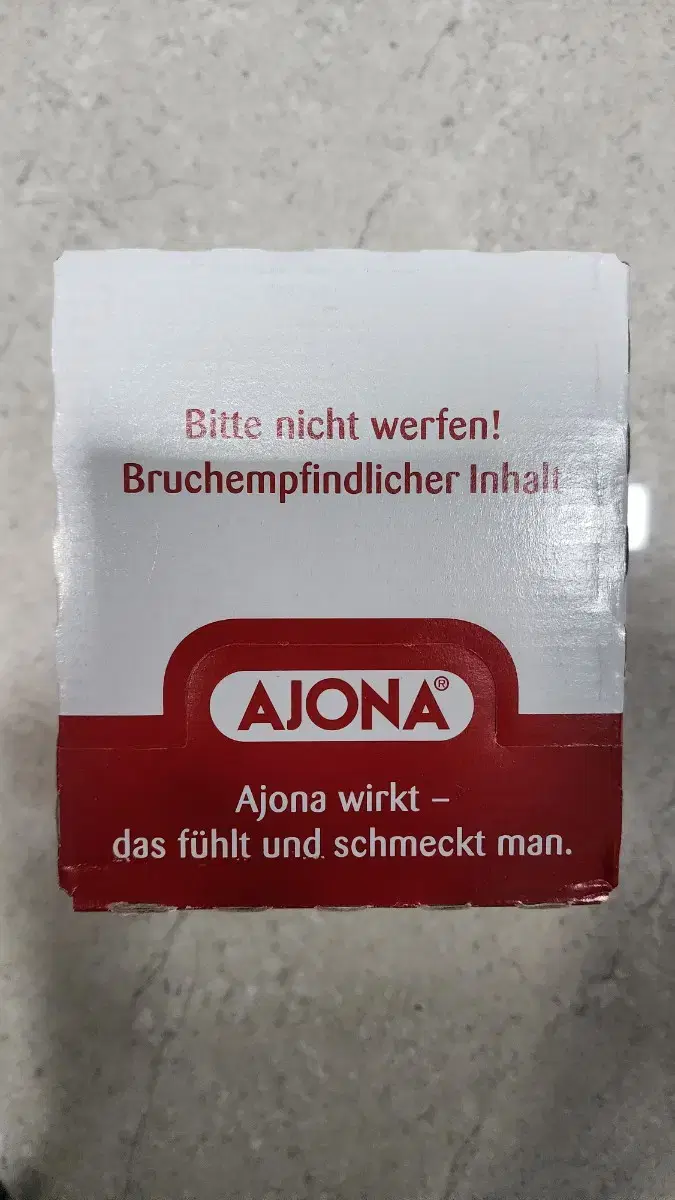 Bitte nicht werfen!
Bruchempfindlicher Inhalt
AJONA®
Ajona wirkt –
das fühlt und schmeckt man.